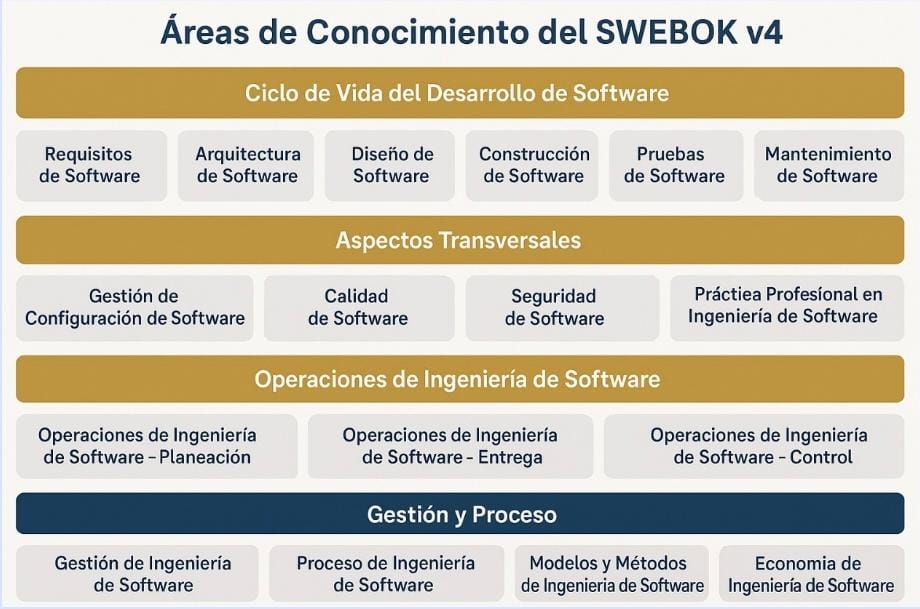 Áreas de Conocimiento del SWEBOK v4
Ciclo de Vida del Desarrollo de Software
Requisitos
de Software
Arquitectura
de Software
Diseño de
Software
Construcción
de Software
Pruebas
de Software
Mantenimiento
de Software
Aspectos Transversales
Gestión de
Configuración de Software
Calidad
de Software
Seguridad
de Software
Práctiea Profesional en
Ingeniería de Software
Operaciones de Ingeniería de Software
Operaciones de Ingeniería
de Software – Planeación
Operaciones de Ingeniería
de Software - Entrega
Operaciones de Ingeniería
de Software - Control
Gestión y Proceso
Gestión de Ingeniería
de Software
Proceso de Ingeniería
de Software
Modelos y Métodos
de Ingenieria de Software
Economia de
Ingeniería de Software